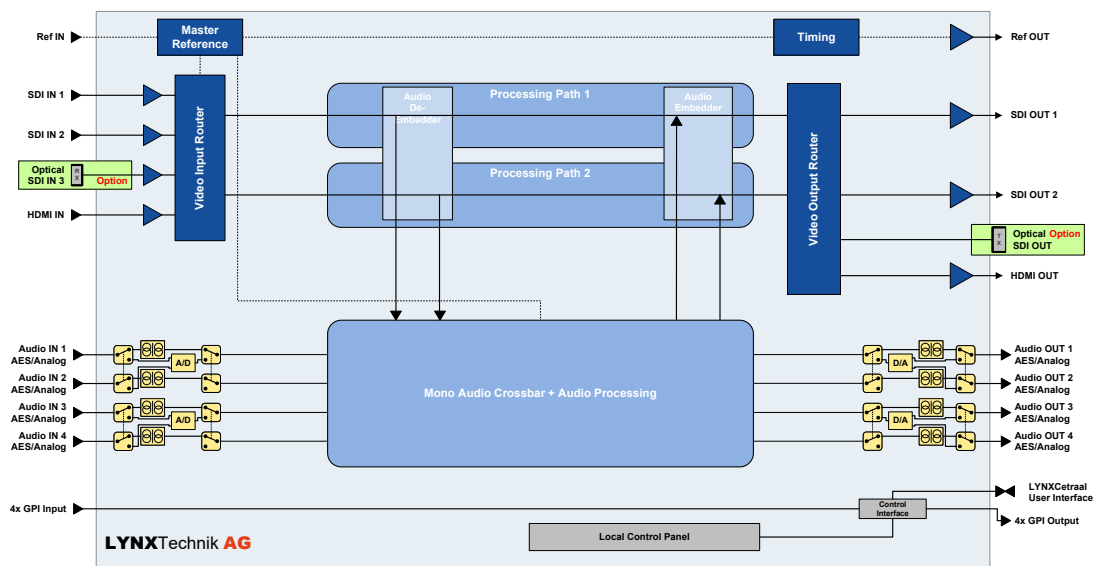 Ref IN
Master
Reference
Timing
Ref OUT
SDI IN 1
SDI IN 2
Optical
SDI IN 3
RX
Option
HDMI IN
Video Input Router
Processing Path 1
Audio
De-
Embedder
Audio
Embedder
Processing Path 2
Video Output Router
SDI OUT 1
SDI OUT 2
TX
Optical Option
SDI OUT
HDMI OUT
Audio IN 1
AES/Analog
Audio IN 2
AES/Analog
Audio IN 3
AES/Analog
Audio IN 4
AES/Analog
A/D
A/D
Mono Audio Crossbar + Audio Processing
D/A
D/A
Audio OUT 1
AES/Analog
Audio OUT 2
AES/Analog
Audio OUT 3
AES/Analog
Audio OUT 4
AES/Analog
4x GPI Input
Control
Interface
LYNXCetraal
User Interface
4x GPI Output
Local Control Panel
LYNXTechnik AG